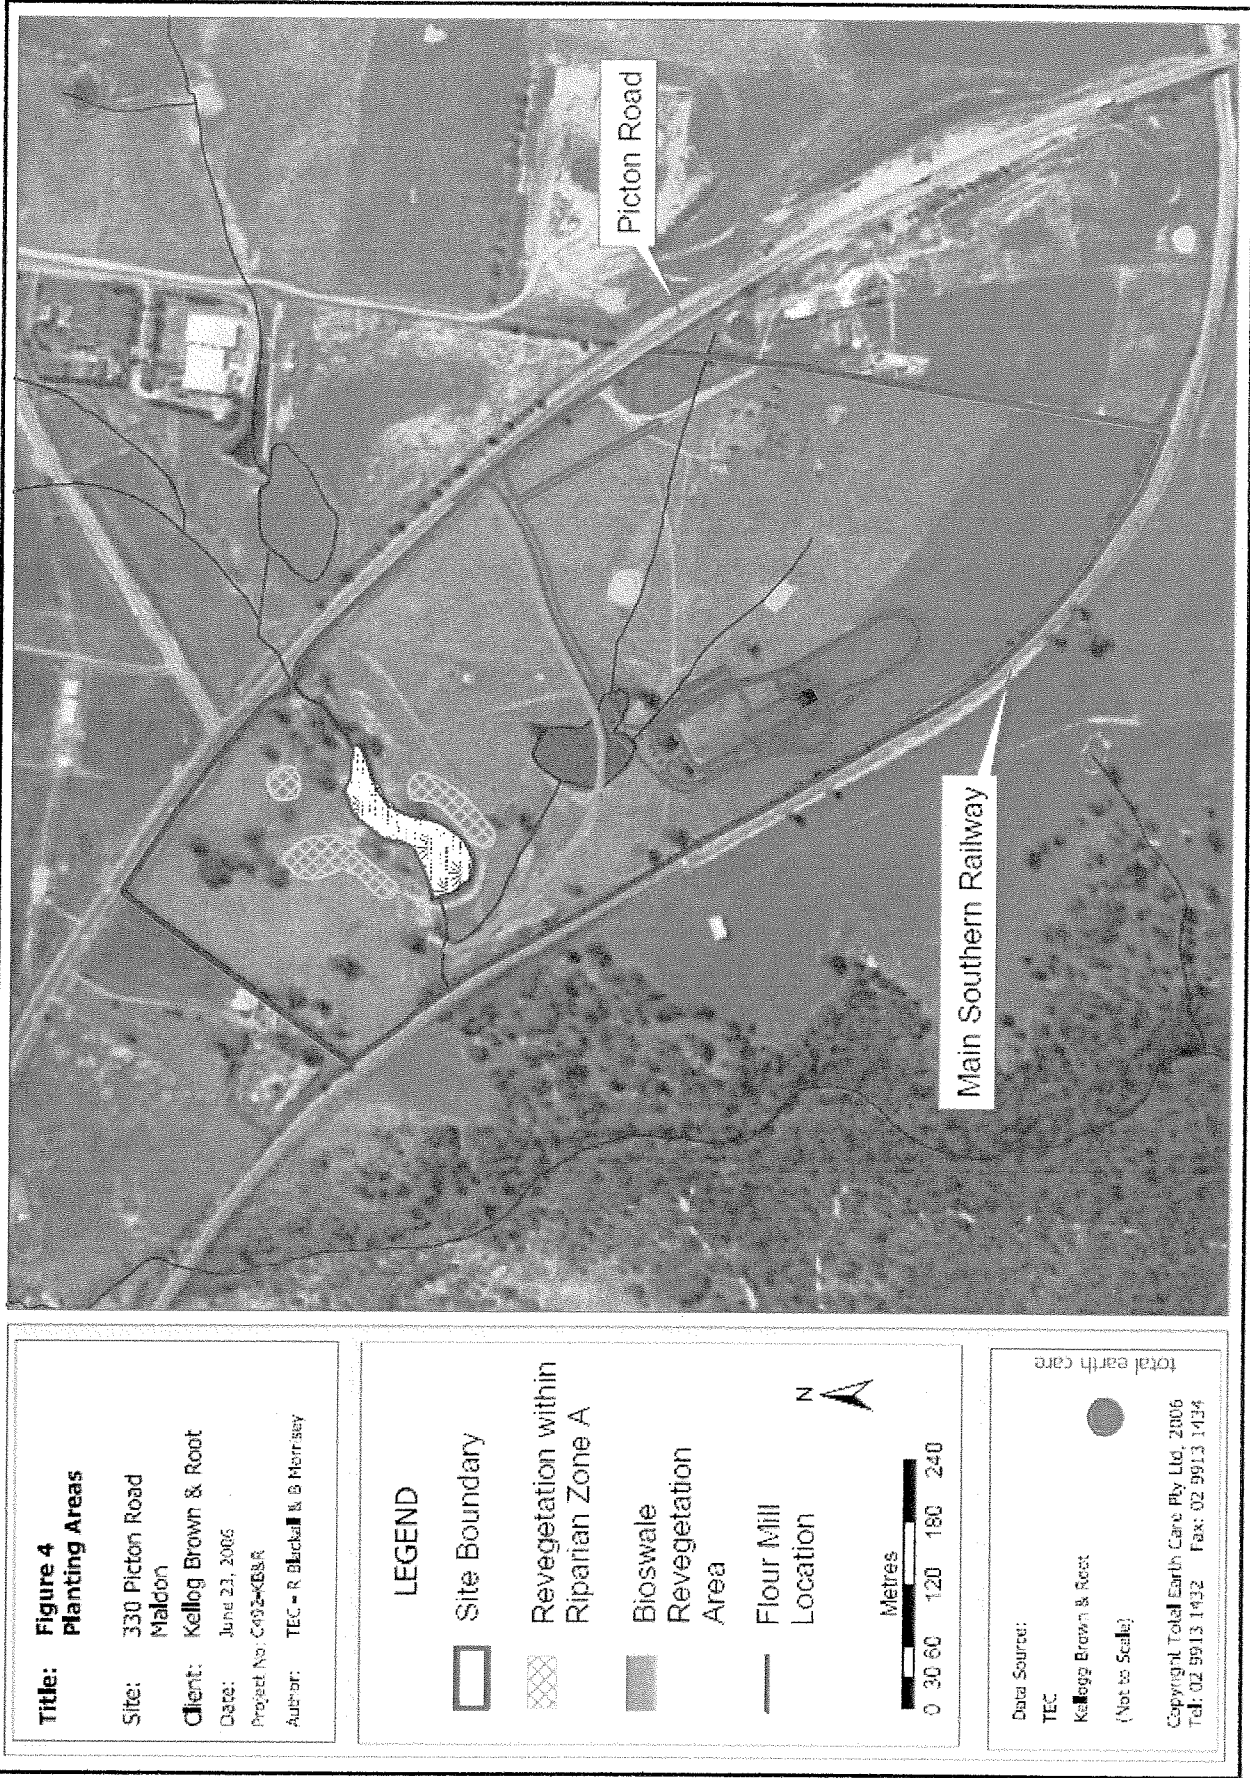 Title: Figure 4
Planting Areas
Site: 330 Picton Road
Maldon
Client: Kellog Brown & Root
Date: June 23, 2006
Project No: C492-KB&R
Author: TEC - R Blackall & B Morrisey
LEGEND
Site Boundary
Revegetation within
Riparian Zone A
Bioswale
Revegetation
Area
Flour Mill
Location
N
Metres
0 30 60 120 180 240
Data Source:
TEC
Kellogg Brown & Root
(Not to Scale)
total earth care
Copyright Total Earth Care Pty Ltd, 2006
Tel: 02 9913 1432 Fax: 02 9913 1434
Picton Road
Main Southern Railway